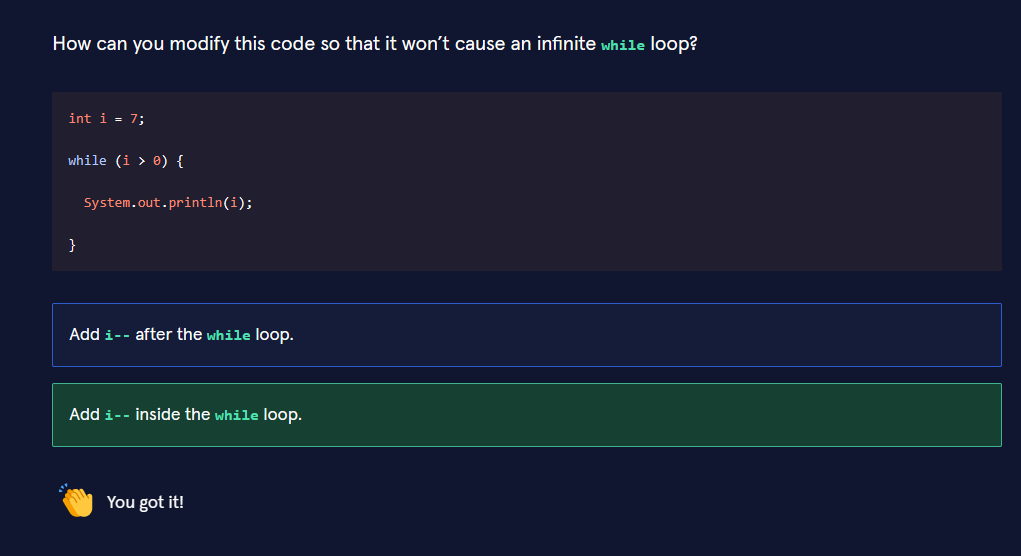 How can you modify this code so that it won’t cause an infinite while loop?
int i = 7;
while (i > 0) {
  System.out.println(i);
}
Add i-- after the while loop.
Add i-- inside the while loop.
You got it!